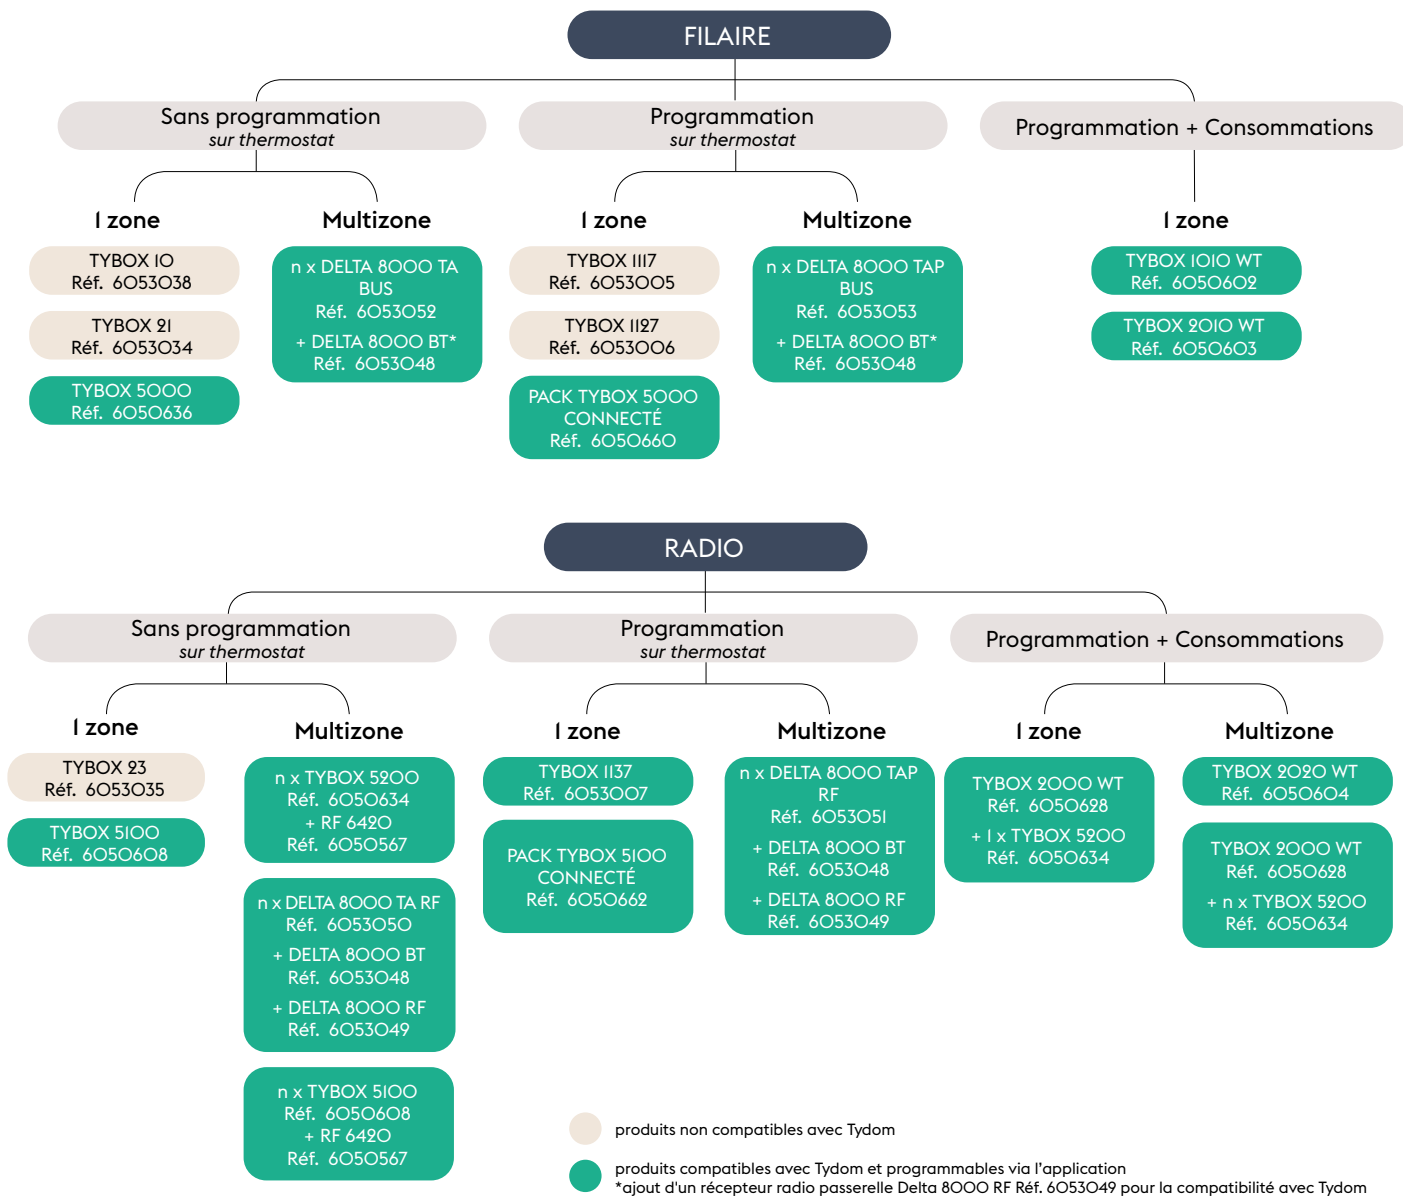 FILAIRE
Sans programmation
sur thermostat
1 zone
TYBOX 10
Réf. 6053038
TYBOX 21
Réf. 6053034
TYBOX 5000
Réf. 6050636
Multizone
n x DELTA 8000 TA
BUS
Réf. 6053052
+ DELTA 8000 BT*
Réf. 6053048
Programmation
sur thermostat
1 zone
TYBOX 1117
Réf. 6053005
TYBOX 1127
Réf. 6053006
PACK TYBOX 5000
CONNECTÉ
Réf. 6050660
Multizone
n x DELTA 8000 TAP
BUS
Réf. 6053053
+ DELTA 8000 BT*
Réf. 6053048
Programmation + Consommations
1 zone
TYBOX 1010 WT
Réf. 6050602
TYBOX 2010 WT
Réf. 6050603
RADIO
Sans programmation
sur thermostat
1 zone
TYBOX 23
Réf. 6053035
TYBOX 5100
Réf. 6050608
Multizone
n x TYBOX 5200
Réf. 6050634
+ RF 6420
Réf. 6050567
n x DELTA 8000 TA RF
Réf. 6053050
+ DELTA 8000 BT
Réf. 6053048
+ DELTA 8000 RF
Réf. 6053049
n x TYBOX 5100
Réf. 6050608
+ RF 6420
Réf. 6050567
Programmation
sur thermostat
1 zone
TYBOX 1137
Réf. 6053007
PACK TYBOX 5100
CONNECTÉ
Réf. 6050662
Multizone
n x DELTA 8000 TAP
RF
Réf. 6053051
+ DELTA 8000 BT
Réf. 6053048
+ DELTA 8000 RF
Réf. 6053049
Programmation + Consommations
1 zone
TYBOX 2000 WT
Réf. 6050628
+ 1 x TYBOX 5200
Réf. 6050634
Multizone
TYBOX 2020 WT
Réf. 6050604
TYBOX 2000 WT
Réf. 6050628
+ n x TYBOX 5200
Réf. 6050634
produits non compatibles avec Tydom
produits compatibles avec Tydom et programmables via l'application
*ajout d'un récepteur radio passerelle Delta 8000 RF Réf. 6053049 pour la compatibilité avec Tydom